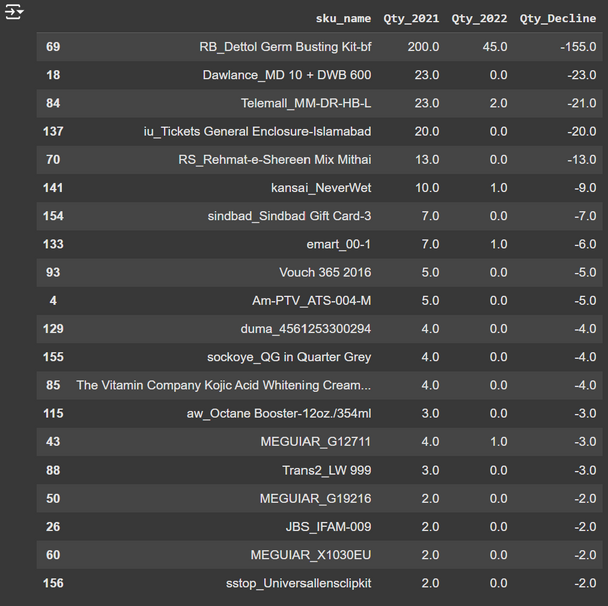 sku_name Qty_2021 Qty_2022 Qty_Decline
69 RB_Dettol Germ Busting Kit-bf 200.0 45.0 -155.0
18 Dawlance_MD 10 + DWB 600 23.0 0.0 -23.0
84 Telemall_MM-DR-HB-L 23.0 2.0 -21.0
137 iu_Tickets General Enclosure-Islamabad 20.0 0.0 -20.0
70 RS_Rehmat-e-Shereen Mix Mithai 13.0 0.0 -13.0
141 kansai_NeverWet 10.0 1.0 -9.0
154 sindbad_Sindbad Gift Card-3 7.0 0.0 -7.0
133 emart_00-1 7.0 1.0 -6.0
93 Vouch 365 2016 5.0 0.0 -5.0
4 Am-PTV_ATS-004-M 5.0 0.0 -5.0
129 duma_4561253300294 4.0 0.0 -4.0
155 sockoye_QG in Quarter Grey 4.0 0.0 -4.0
85 The Vitamin Company Kojic Acid Whitening Cream... 4.0 0.0 -4.0
115 aw_Octane Booster-12oz./354ml 3.0 0.0 -3.0
43 MEGUIAR_G12711 4.0 1.0 -3.0
88 Trans2_LW 999 3.0 0.0 -3.0
50 MEGUIAR_G19216 2.0 0.0 -2.0
26 JBS_IFAM-009 2.0 0.0 -2.0
60 MEGUIAR_X1030EU 2.0 0.0 -2.0
156 sstop_Universallensclipkit 2.0 0.0 -2.0